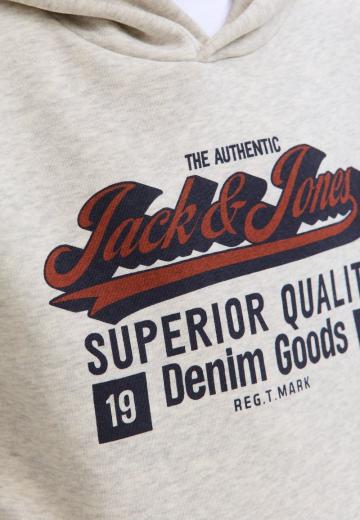 THE AUTHENTIC
Jack & Jones
SUPERIOR QUALIT
19 Denim Goods
REG.T.MARK